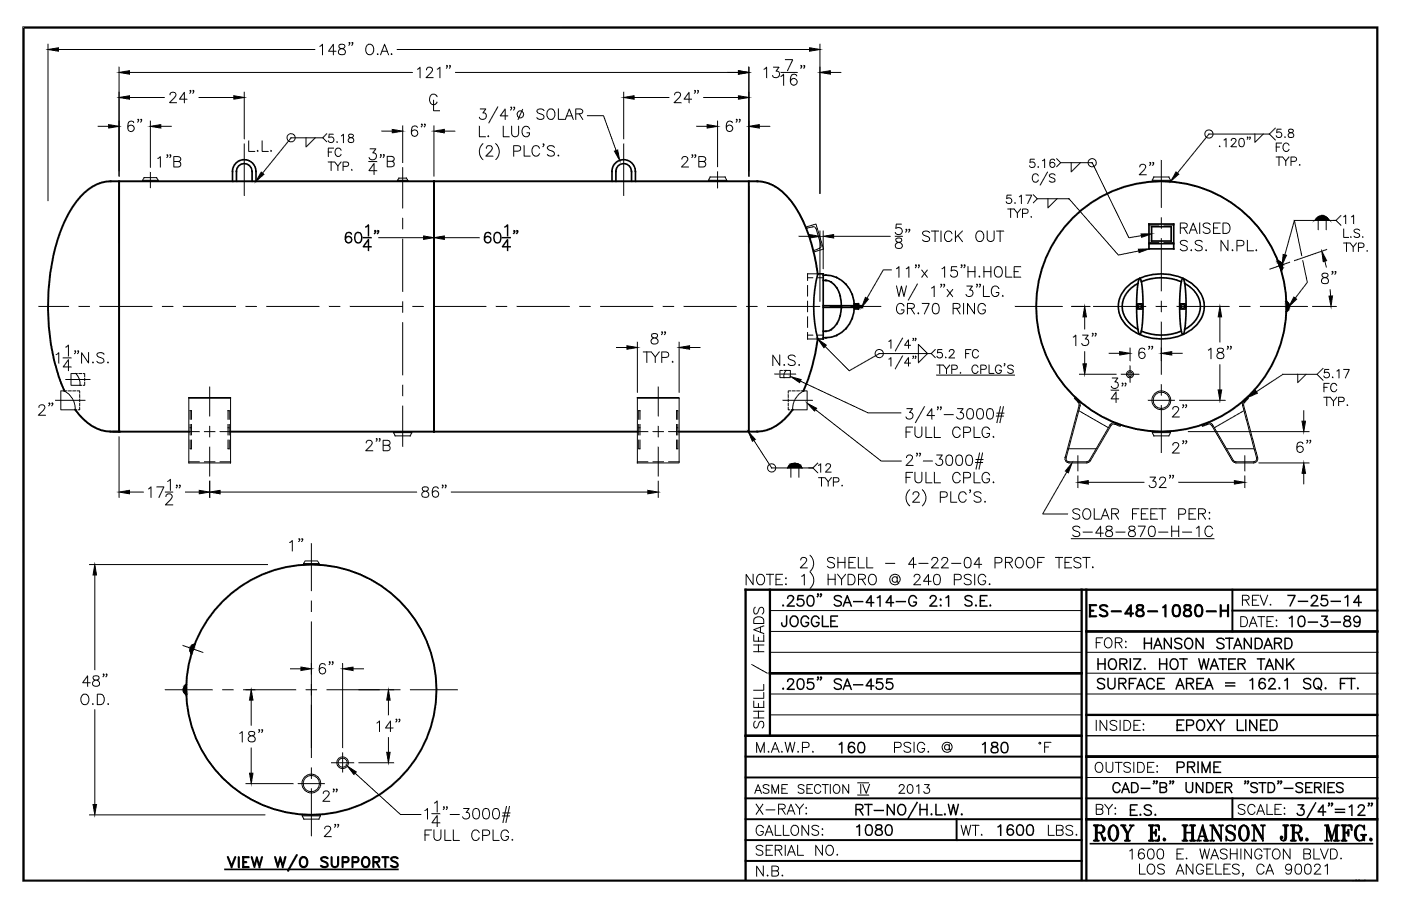 148" O.A.
121"
13 7/16"
24"
24"
6"
℄
6"
3/4"ø SOLAR
L. LUG
(2) PLC'S.
6"
1"B
L.L.
5.18
FC
TYP.
3/4"B
2"B
60 1/4"
60 1/4"
5/8" STICK OUT
11"x 15"H.HOLE
W/ 1"x 3"LG.
GR.70 RING
1/4"
1/4"
5.2 FC
TYP. CPLG'S
1 1/4"N.S.
2"
8"
TYP.
N.S.
3/4"-3000#
FULL CPLG.
2"B
12
TYP.
2"-3000#
FULL CPLG.
(2) PLC'S.
17 1/2"
86"
.120"
5.8
FC
TYP.
5.16
C/S
2"
5.17
TYP.
RAISED
S.S. N.PL.
11
L.S.
TYP.
8"
13"
6"
18"
3/4"
2"
5.17
FC
TYP.
2"
6"
32"
SOLAR FEET PER:
S-48-870-H-1C
1"
48"
O.D.
6"
18"
14"
2"
2"
1 1/4"-3000#
FULL CPLG.
VIEW W/O SUPPORTS
2) SHELL - 4-22-04 PROOF TEST.
NOTE: 1) HYDRO @ 240 PSIG.
SHELL / HEADS
.250" SA-414-G 2:1 S.E.
JOGGLE
.205" SA-455
M.A.W.P. 160 PSIG. @ 180 °F
ASME SECTION IV 2013
X-RAY: RT-NO/H.L.W.
GALLONS: 1080 WT. 1600 LBS.
SERIAL NO.
N.B.
ES-48-1080-H
REV. 7-25-14
DATE: 10-3-89
FOR: HANSON STANDARD
HORIZ. HOT WATER TANK
SURFACE AREA = 162.1 SQ. FT.
INSIDE: EPOXY LINED
OUTSIDE: PRIME
CAD-"B" UNDER "STD"-SERIES
BY: E.S. SCALE: 3/4"=12"
ROY E. HANSON JR. MFG.
1600 E. WASHINGTON BLVD.
LOS ANGELES, CA 90021